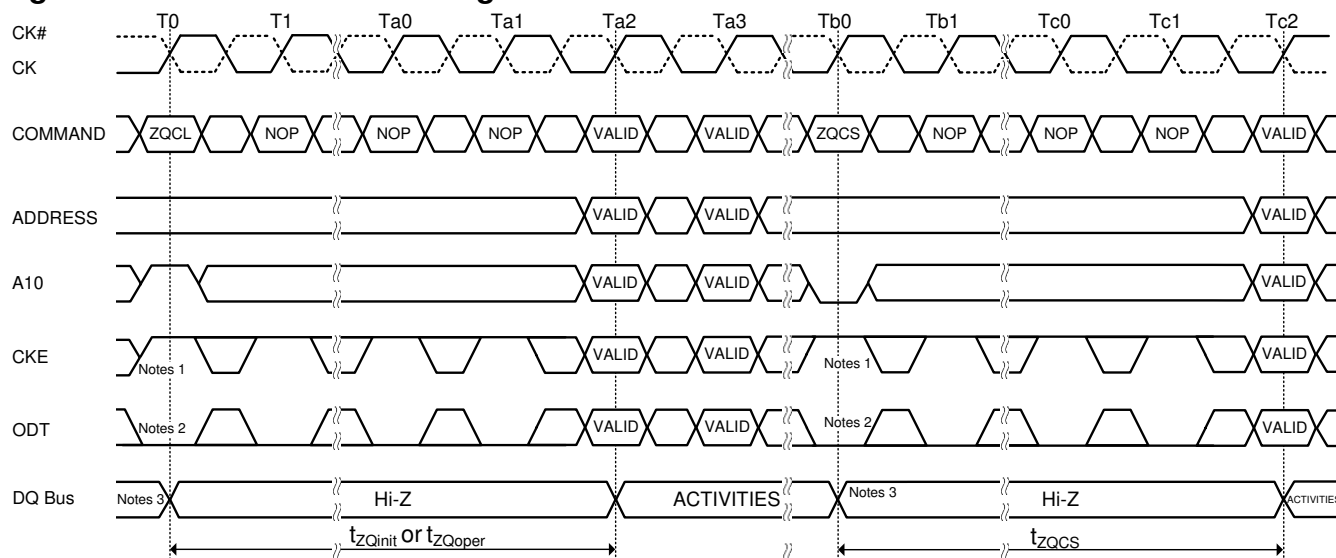 T0 T1 Ta0 Ta1 Ta2 Ta3 Tb0 Tb1 Tc0 Tc1 Tc2
CK#
CK
COMMAND ZQCL NOP NOP NOP VALID VALID ZQCS NOP NOP NOP VALID
ADDRESS VALID VALID VALID
A10 VALID VALID VALID
CKE Notes 1 VALID VALID Notes 1 VALID
ODT Notes 2 VALID VALID Notes 2 VALID
DQ Bus Notes 3 Hi-Z ACTIVITIES Notes 3 Hi-Z ACTIVITIES
tZQinit or tZQoper tZQCS